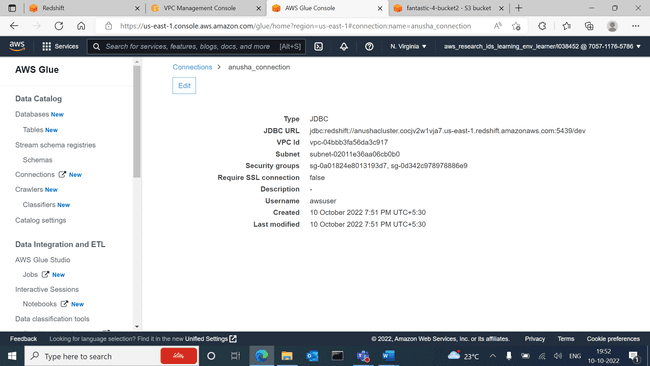 Redshift
VPC Management Console
AWS Glue Console
fantastic-4-bucket2 - S3 bucket
https://us-east-1.console.aws.amazon.com/glue/home?region=us-east-1#connection:name=anusha_connection
aws
Services
Search for services, features, blogs, docs, and more
[Alt+S]
N. Virginia
aws_research_ids_learning_env_learner/l038452 @ 7057-1176-5786
AWS Glue
Connections > anusha_connection
Edit
Data Catalog
Databases New
Tables New
Stream schema registries
Schemas
Connections New
Crawlers New
Classifiers New
Catalog settings
Data Integration and ETL
AWS Glue Studio
Jobs New
Interactive Sessions
Notebooks New
Data classification tools
Type JDBC
JDBC URL jdbc:redshift://anushacluster.cocjv2w1vja7.us-east-1.redshift.amazonaws.com:5439/dev
VPC Id vpc-04bbb3fa56da3c917
Subnet subnet-02011e36aa06cb0b0
Security groups sg-0a01824e8013193d7, sg-0d342c978978886e9
Require SSL connection false
Description -
Username awsuser
Created 10 October 2022 7:51 PM UTC+5:30
Last modified 10 October 2022 7:51 PM UTC+5:30
Feedback
Looking for language selection? Find it in the new Unified Settings
© 2022, Amazon Web Services, Inc. or its affiliates.
Privacy
Terms
Cookie preferences
Type here to search
23°C
ENG
19:52
10-10-2022
1